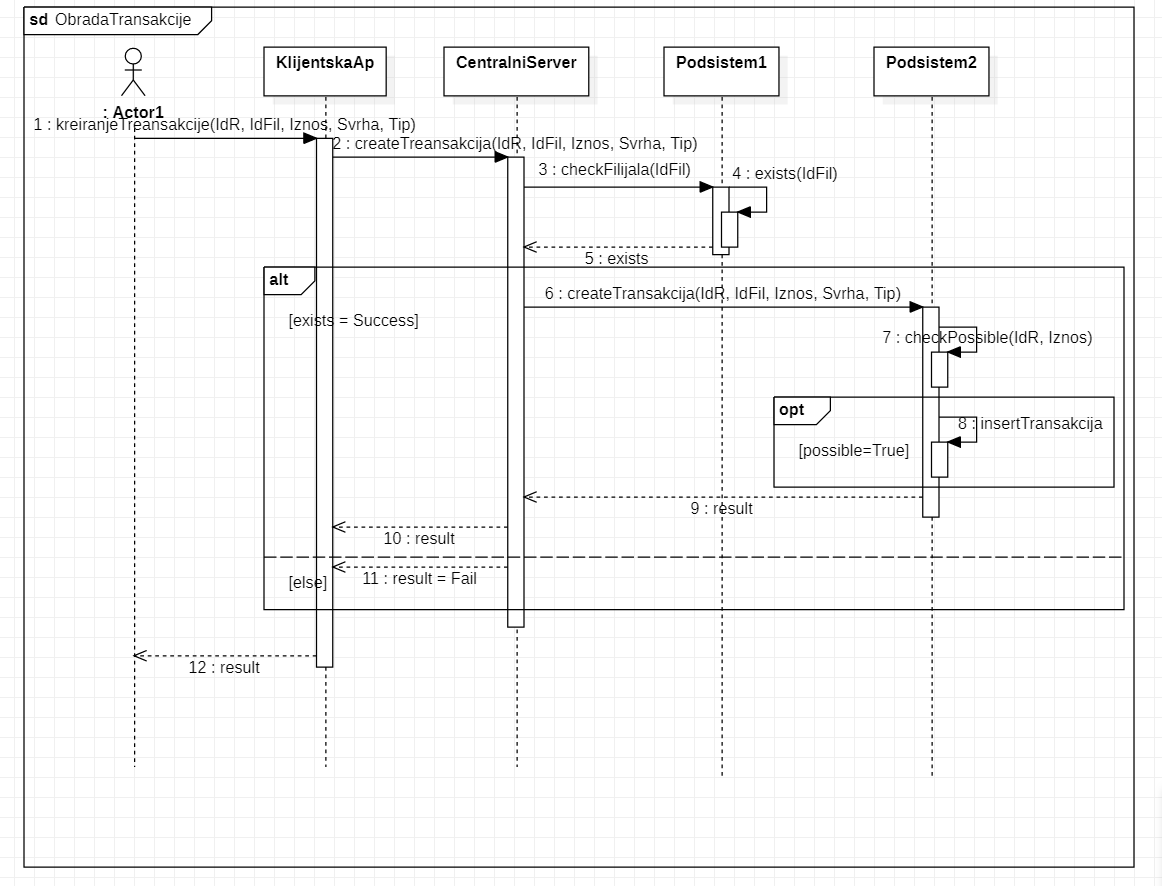 sd ObradaTransakcije
: Actor1
KlijentskaAp
CentralniServer
Podsistem1
Podsistem2
1 : kreiranjeTreansakcije(IdR, IdFil, Iznos, Svrha, Tip)
2 : createTreansakcija(IdR, IdFil, Iznos, Svrha, Tip)
3 : checkFilijala(IdFil)
4 : exists(IdFil)
5 : exists
alt
6 : createTransakcija(IdR, IdFil, Iznos, Svrha, Tip)
[exists = Success]
7 : checkPossible(IdR, Iznos)
opt
8 : insertTransakcija
[possible=True]
9 : result
10 : result
11 : result = Fail
[else]
12 : result